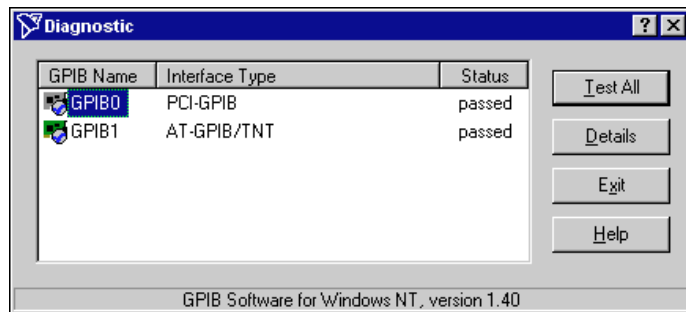 Diagnostic
GPIB Name Interface Type Status
GPIB0 PCI-GPIB passed
GPIB1 AT-GPIB/TNT passed
Test All
Details
Exit
Help
GPIB Software for Windows NT, version 1.40